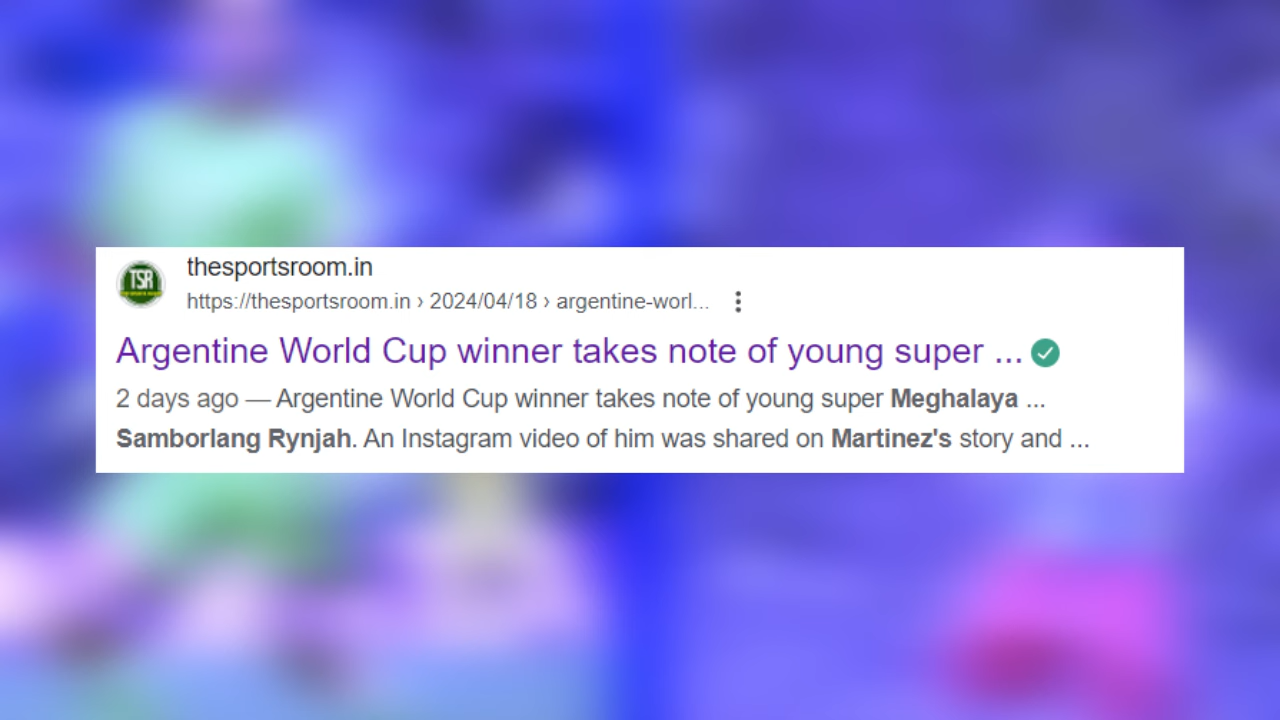 TSR
thesportsroom.in
https://thesportsroom.in › 2024/04/18 › argentine-worl...
Argentine World Cup winner takes note of young super ...
2 days ago — Argentine World Cup winner takes note of young super Meghalaya ...
Samborlang Rynjah. An Instagram video of him was shared on Martinez's story and ...